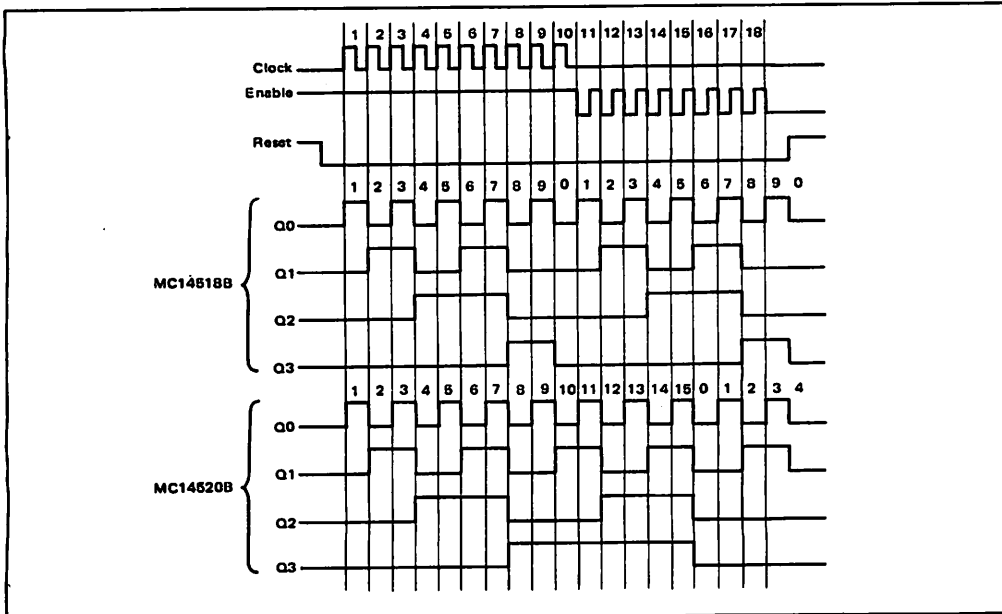 1 2 3 4 5 6 7 8 9 10 11 12 13 14 15 16 17 18
Clock
Enable
Reset
1 2 3 4 5 6 7 8 9 0 1 2 3 4 5 6 7 8 9 0
Q0
Q1
MC14518B
Q2
Q3
1 2 3 4 5 6 7 8 9 10 11 12 13 14 15 0 1 2 3 4
Q0
Q1
MC14520B
Q2
Q3